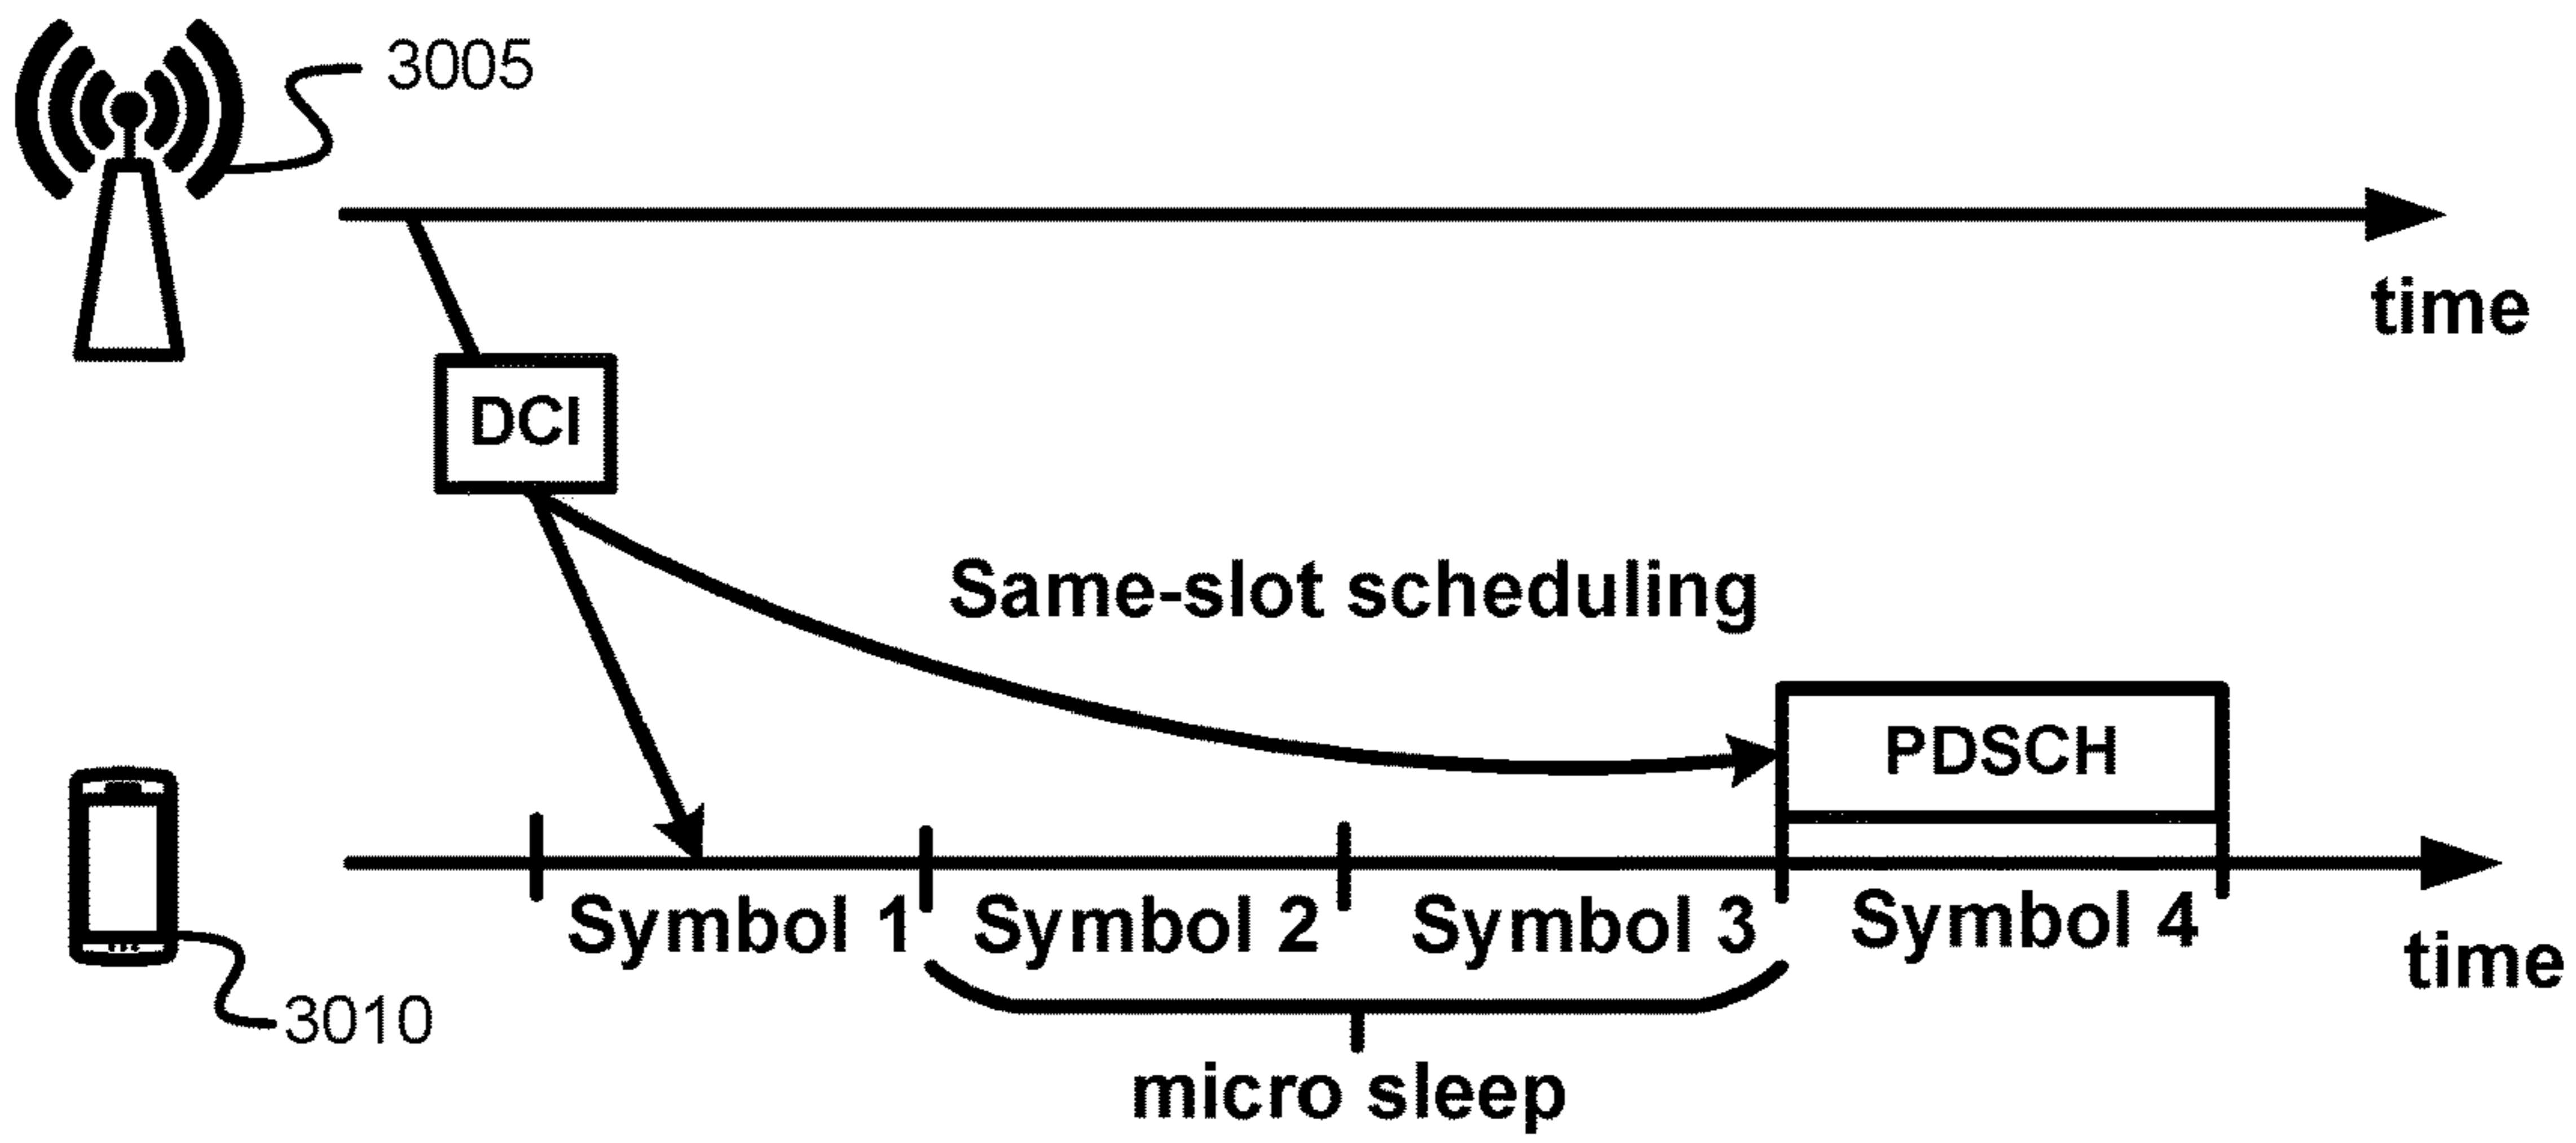 3005
time
DCI
Same-slot scheduling
PDSCH
Symbol 1
Symbol 2
Symbol 3
Symbol 4
time
3010
micro sleep